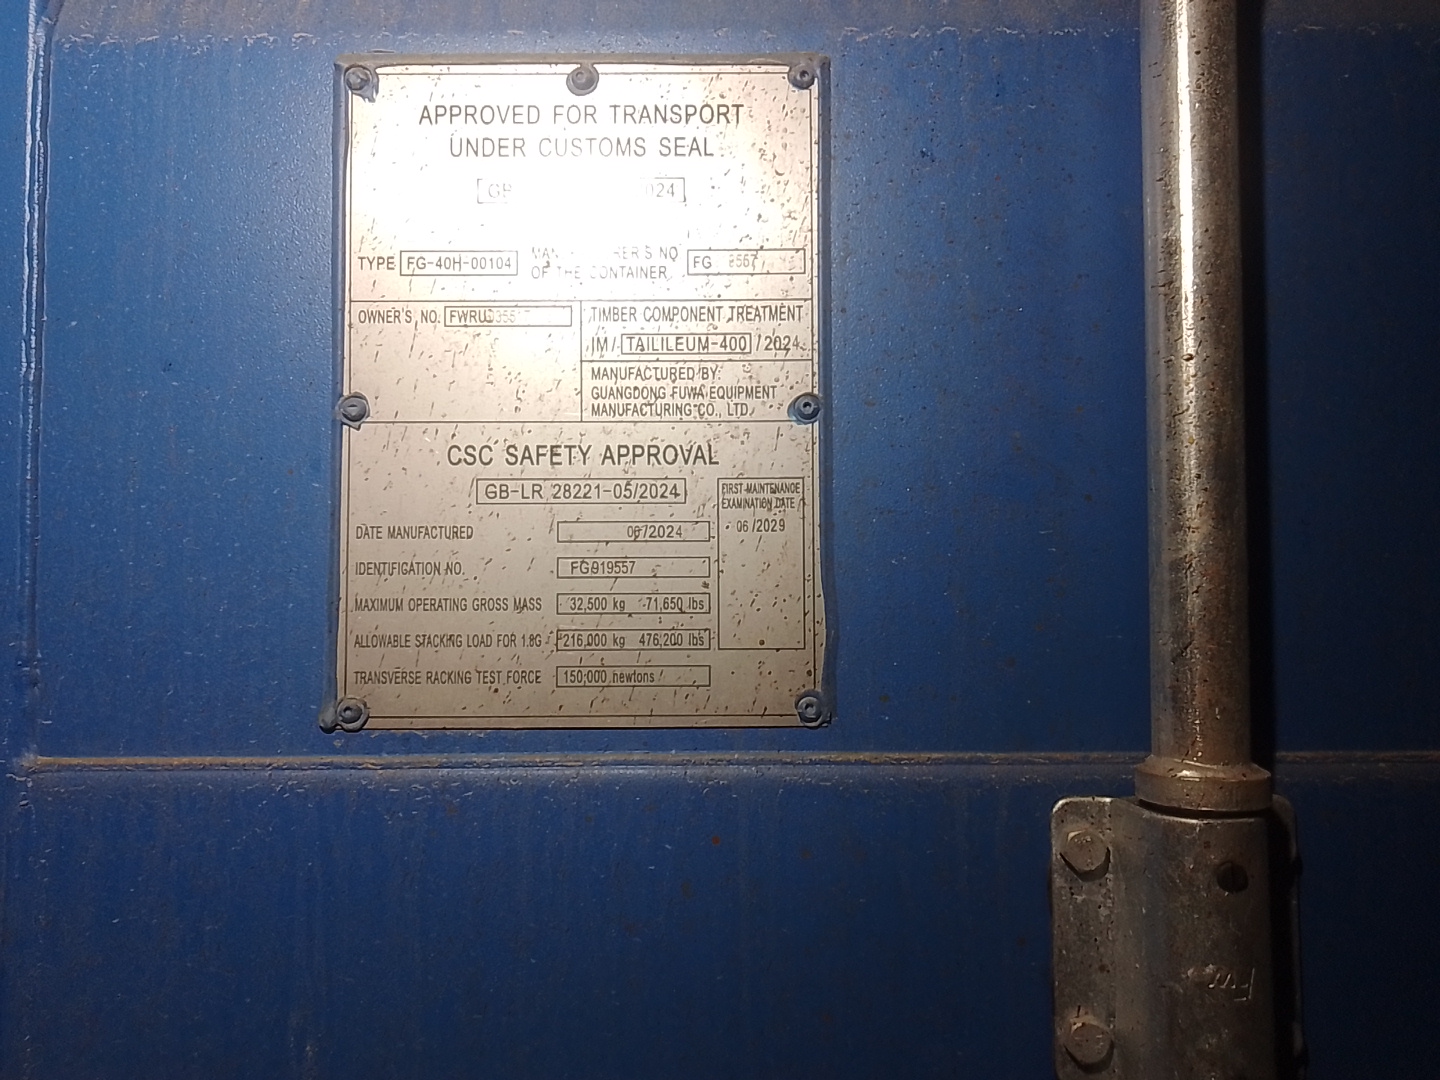 APPROVED FOR TRANSPORT
UNDER CUSTOMS SEAL
TYPE FG-40H-00104
OF THE CONTAINER
OWNER'S NO.
TIMBER COMPONENT TREATMENT
IM/ TAILILEUM-400 /2024
MANUFACTURED BY:
GUANGDONG FUWA EQUIPMENT
MANUFACTURING CO., LTD.
CSC SAFETY APPROVAL
GB-LR 28221-05/2024
FIRST MAINTENANCE
EXAMINATION DATE
06/2029
DATE MANUFACTURED 06/2024
IDENTIFICATION NO. FG919557
MAXIMUM OPERATING GROSS MASS 32,500 kg 71,650 lbs
ALLOWABLE STACKING LOAD FOR 1.8G 216,000 kg 476,200 lbs
TRANSVERSE RACKING TEST FORCE 150,000 newtons